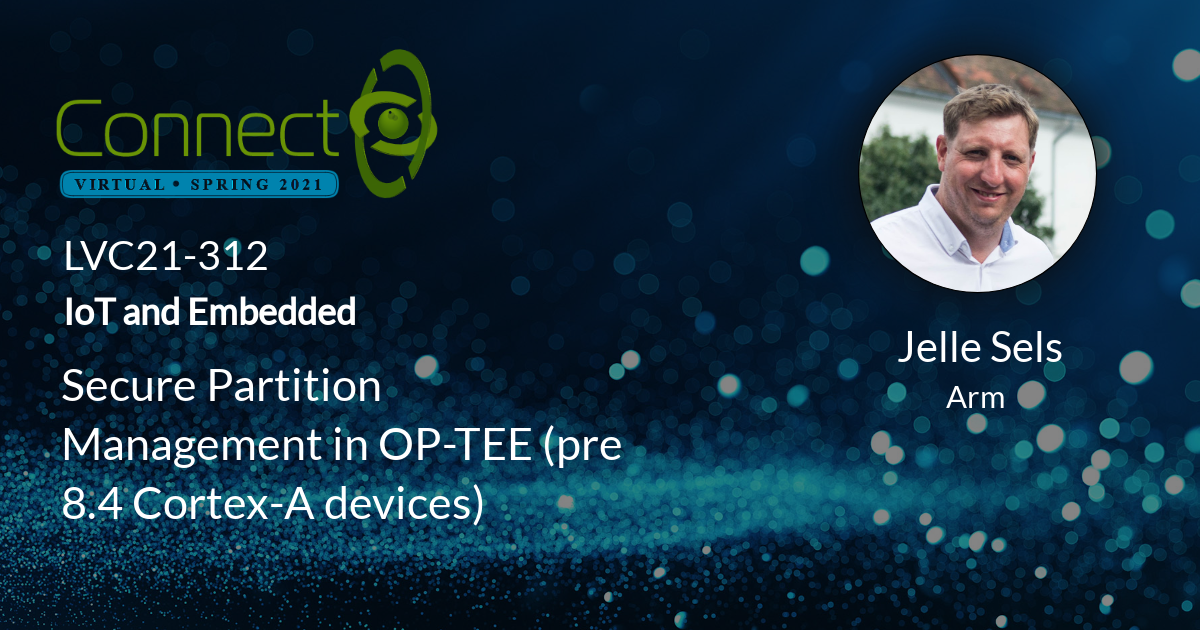 Connect
VIRTUAL • SPRING 2021
LVC21-312
IoT and Embedded
Secure Partition
Management in OP-TEE (pre
8.4 Cortex-A devices)
Jelle Sels
Arm